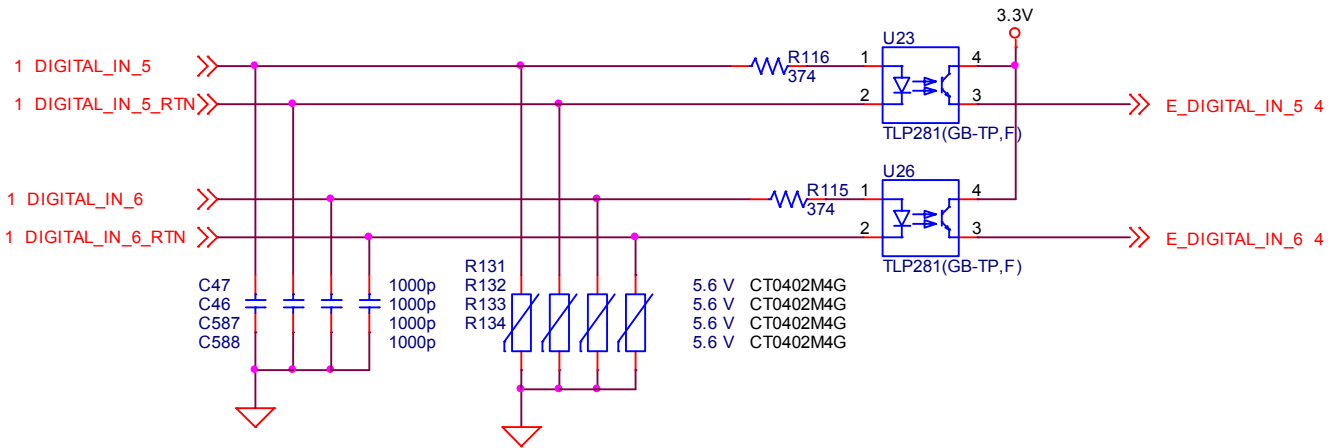 3.3V
1 DIGITAL_IN_5
R116
374
1
U23
4
1 DIGITAL_IN_5_RTN
2
3
E_DIGITAL_IN_5 4
TLP281(GB-TP,F)
U26
1 DIGITAL_IN_6
R115
374
1
4
1 DIGITAL_IN_6_RTN
2
3
E_DIGITAL_IN_6 4
TLP281(GB-TP,F)
C47
C46
C587
C588
1000p
1000p
1000p
1000p
R131
R132
R133
R134
5.6 V CT0402M4G
5.6 V CT0402M4G
5.6 V CT0402M4G
5.6 V CT0402M4G